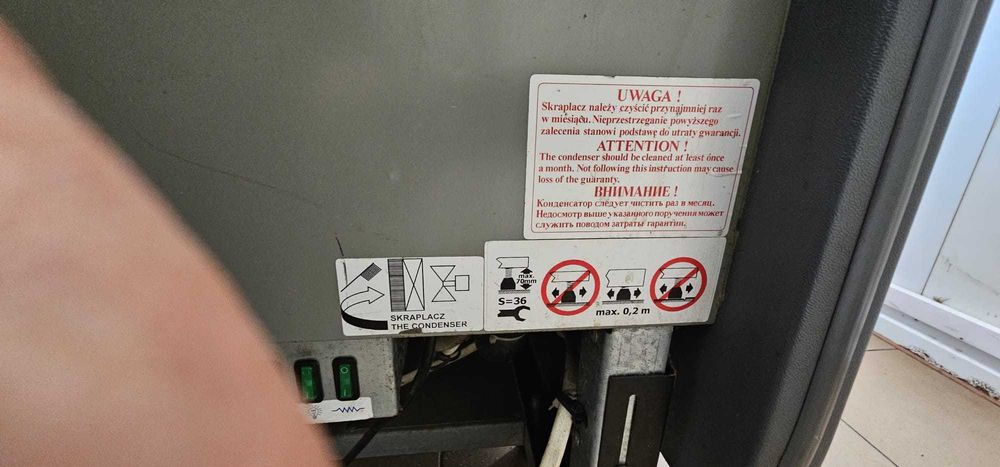 UWAGA !
Skraplacz należy czyścić przynajmniej raz
w miesiącu. Nieprzestrzeganie powyższego
zalecenia stanowi podstawę do utraty gwarancji.
ATTENTION !
The condenser should be cleaned at least once
a month. Not following this instruction may cause
loss of the guaranty.
ВНИМАНИЕ !
Конденсатор следует чистить раз в месяц.
Недосмотр выше указанного поручения может
служить поводом затраты гарантии.
SKRAPLACZ
THE CONDENSER
max.
70mm
S=36
max. 0,2 m